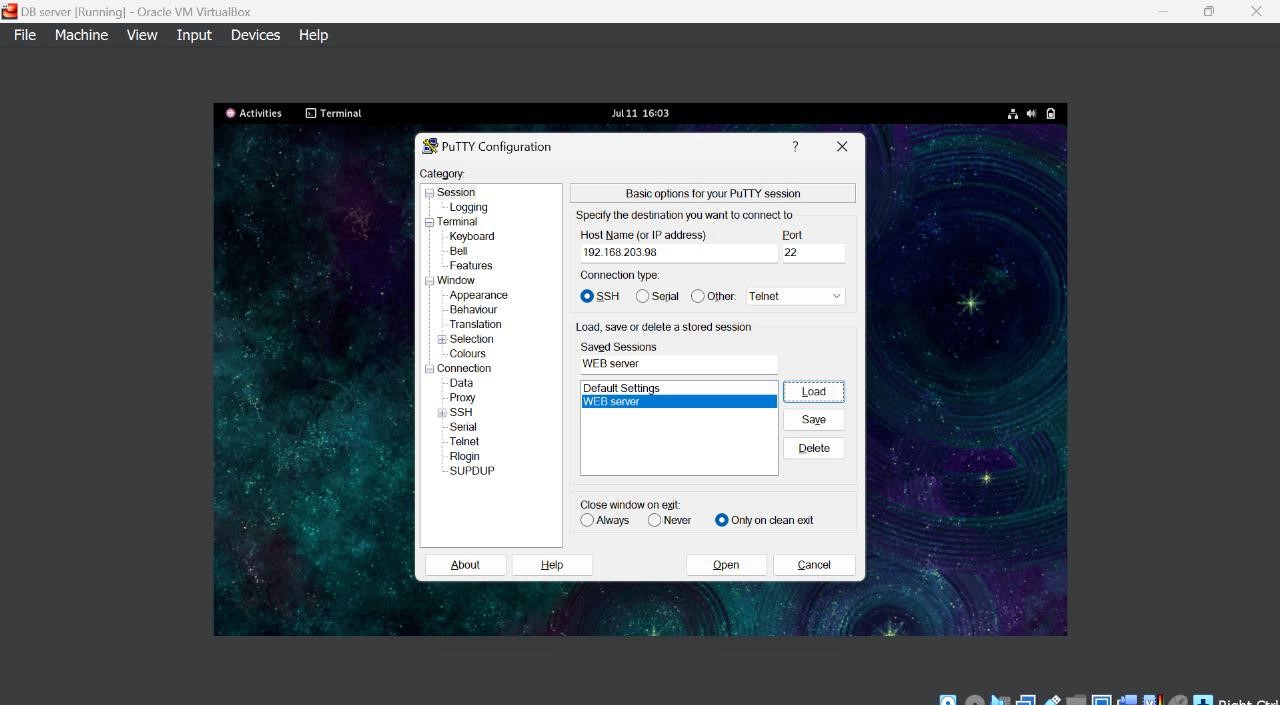 DB server [Running] - Oracle VM VirtualBox
File Machine View Input Devices Help
Activities Terminal Jul 11 16:03
PuTTY Configuration ?
Category:
Session
Logging
Terminal
Keyboard
Bell
Features
Window
Appearance
Behaviour
Translation
Selection
Colours
Connection
Data
Proxy
SSH
Serial
Telnet
Rlogin
SUPDUP
Basic options for your PuTTY session
Specify the destination you want to connect to
Host Name (or IP address) Port
192.168.203.98 22
Connection type:
SSH Serial Other: Telnet
Load, save or delete a stored session
Saved Sessions
WEB server
Default Settings
WEB server
Load
Save
Delete
Close window on exit:
Always Never Only on clean exit
About Help Open Cancel
Right Ctrl